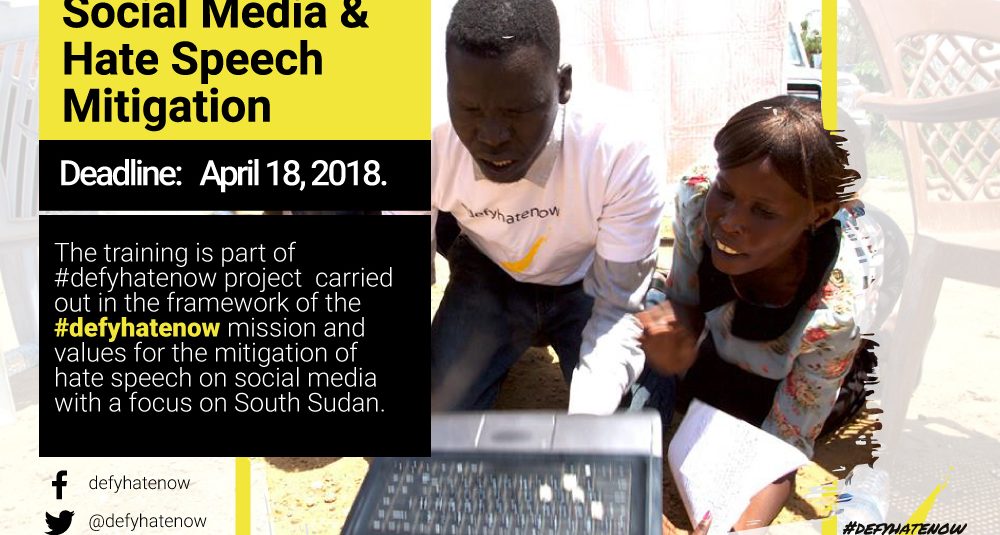 Social Media &
Hate Speech
Mitigation
Deadline: April 18, 2018.
The training is part of
#defyhatenow project carried
out in the framework of the
#defyhatenow mission and
values for the mitigation of
hate speech on social media
with a focus on South Sudan.
defyhatenow
@defyhatenow
defyhatenow
#DEFYHATENOW